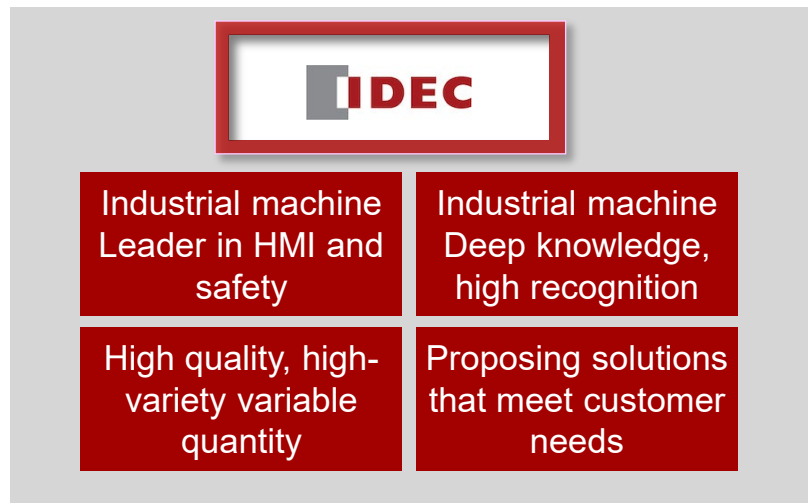 IDEC
Industrial machine
Leader in HMI and
safety
Industrial machine
Deep knowledge,
high recognition
High quality, high-
variety variable
quantity
Proposing solutions
that meet customer
needs